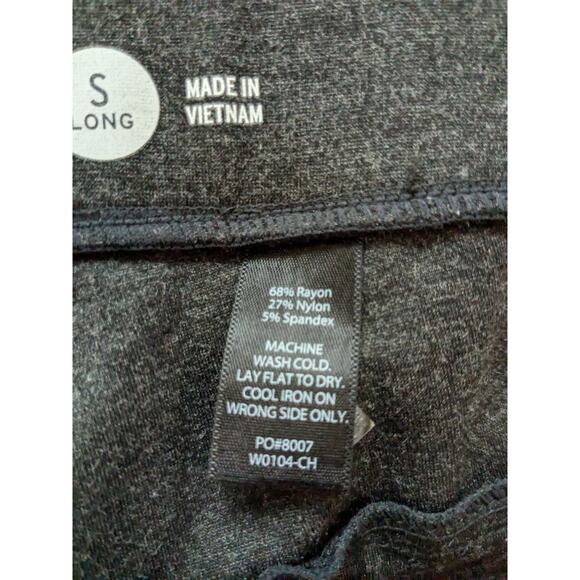 S
LONG
MADE IN
VIETNAM
68% Rayon
27% Nylon
5% Spandex
MACHINE
WASH COLD.
LAY FLAT TO DRY.
COOL IRON ON
WRONG SIDE ONLY.
PO#8007
W0104-CH